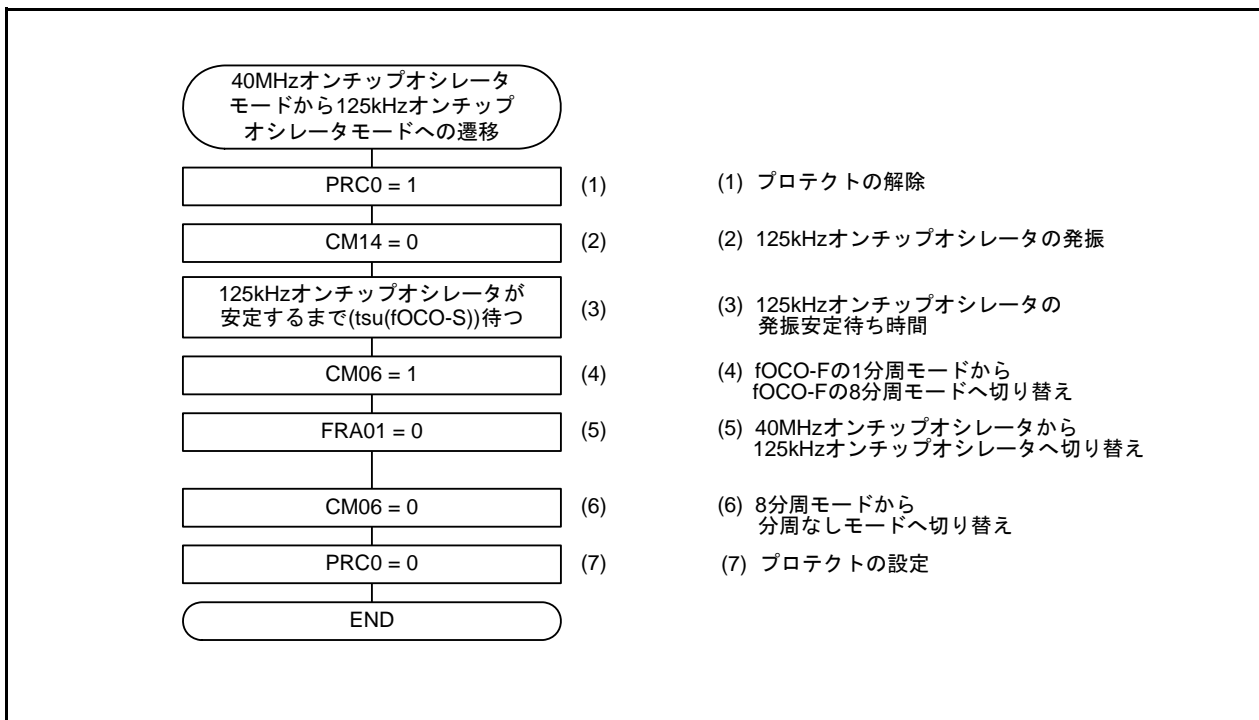 40MHzオンチップオシレータ
モードから125kHzオンチップ
オシレータモードへの遷移
PRC0 = 1
(1)
(1) プロテクトの解除
CM14 = 0
(2)
(2) 125kHzオンチップオシレータの発振
125kHzオンチップオシレータが
安定するまで(tsu(fOCO-S))待つ
(3)
(3) 125kHzオンチップオシレータの
発振安定待ち時間
CM06 = 1
(4)
(4) fOCO-Fの1分周モードから
fOCO-Fの8分周モードへ切り替え
FRA01 = 0
(5)
(5) 40MHzオンチップオシレータから
125kHzオンチップオシレータへ切り替え
CM06 = 0
(6)
(6) 8分周モードから
分周なしモードへ切り替え
PRC0 = 0
(7)
(7) プロテクトの設定
END